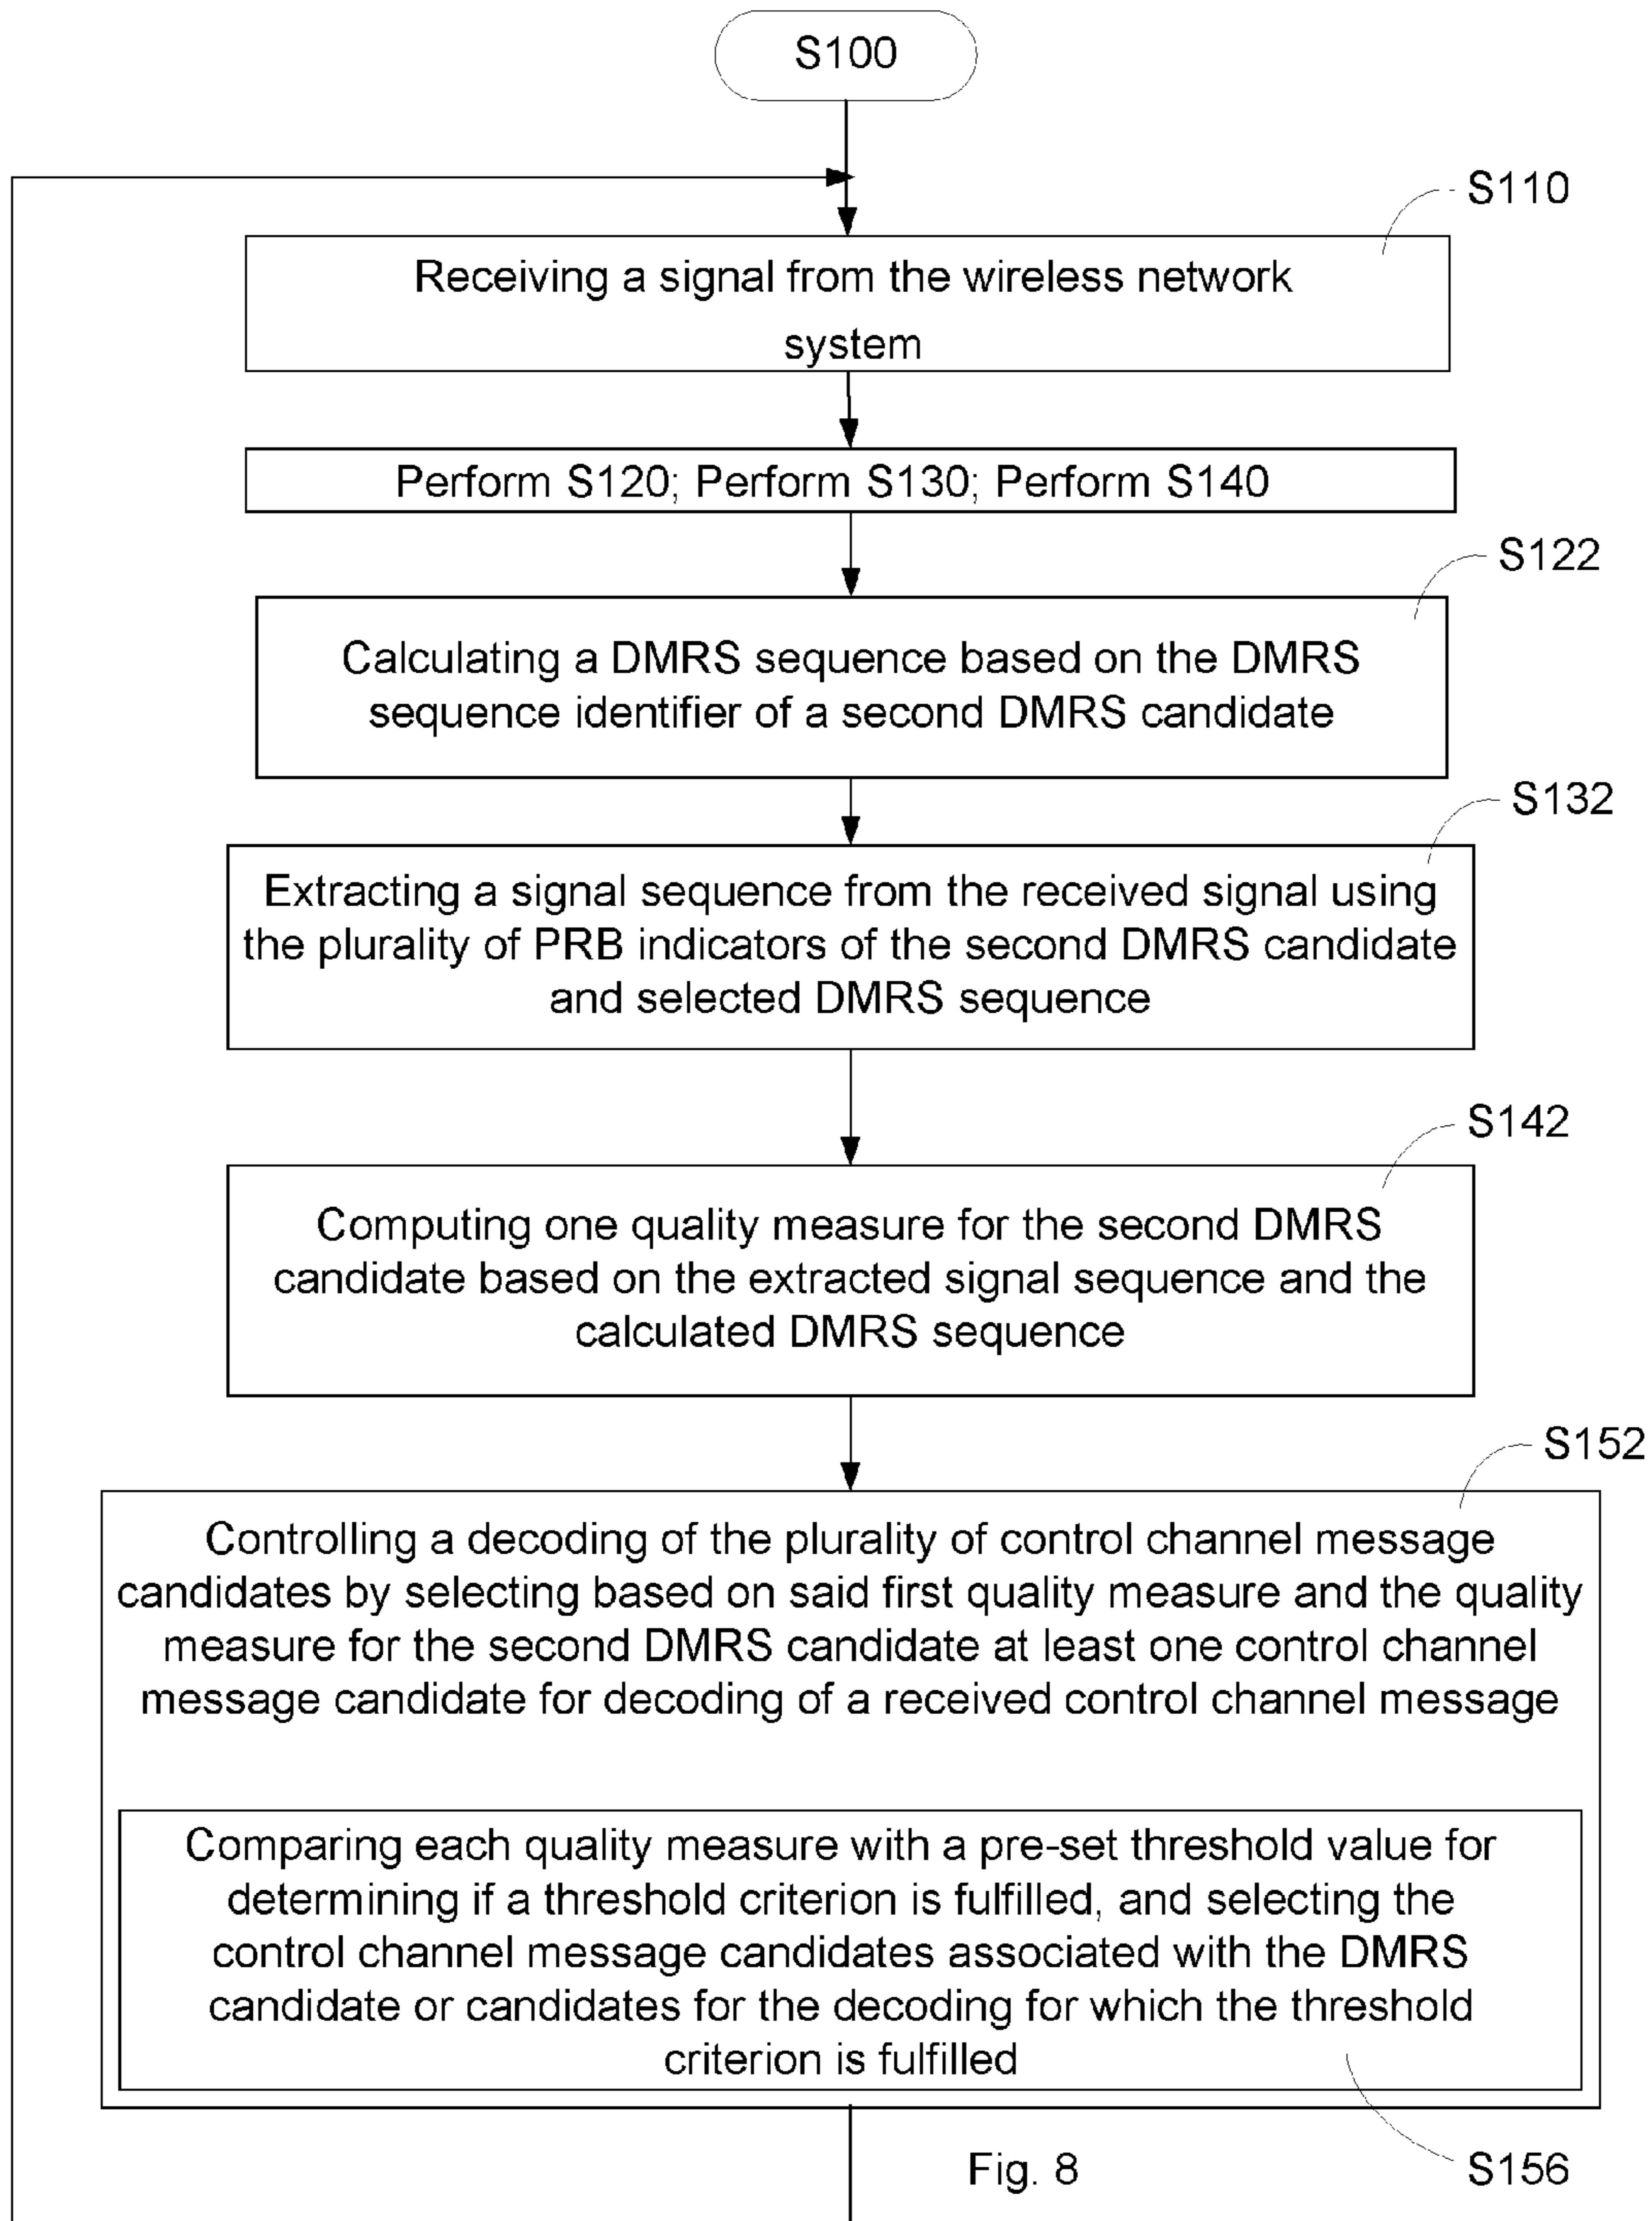 S100
S110
Receiving a signal from the wireless network
system
Perform S120; Perform S130; Perform S140
S122
Calculating a DMRS sequence based on the DMRS
sequence identifier of a second DMRS candidate
S132
Extracting a signal sequence from the received signal using
the plurality of PRB indicators of the second DMRS candidate
and selected DMRS sequence
S142
Computing one quality measure for the second DMRS
candidate based on the extracted signal sequence and the
calculated DMRS sequence
S152
Controlling a decoding of the plurality of control channel message
candidates by selecting based on said first quality measure and the quality
measure for the second DMRS candidate at least one control channel
message candidate for decoding of a received control channel message
Comparing each quality measure with a pre-set threshold value for
determining if a threshold criterion is fulfilled, and selecting the
control channel message candidates associated with the DMRS
candidate or candidates for the decoding for which the threshold
criterion is fulfilled
Fig. 8
S156